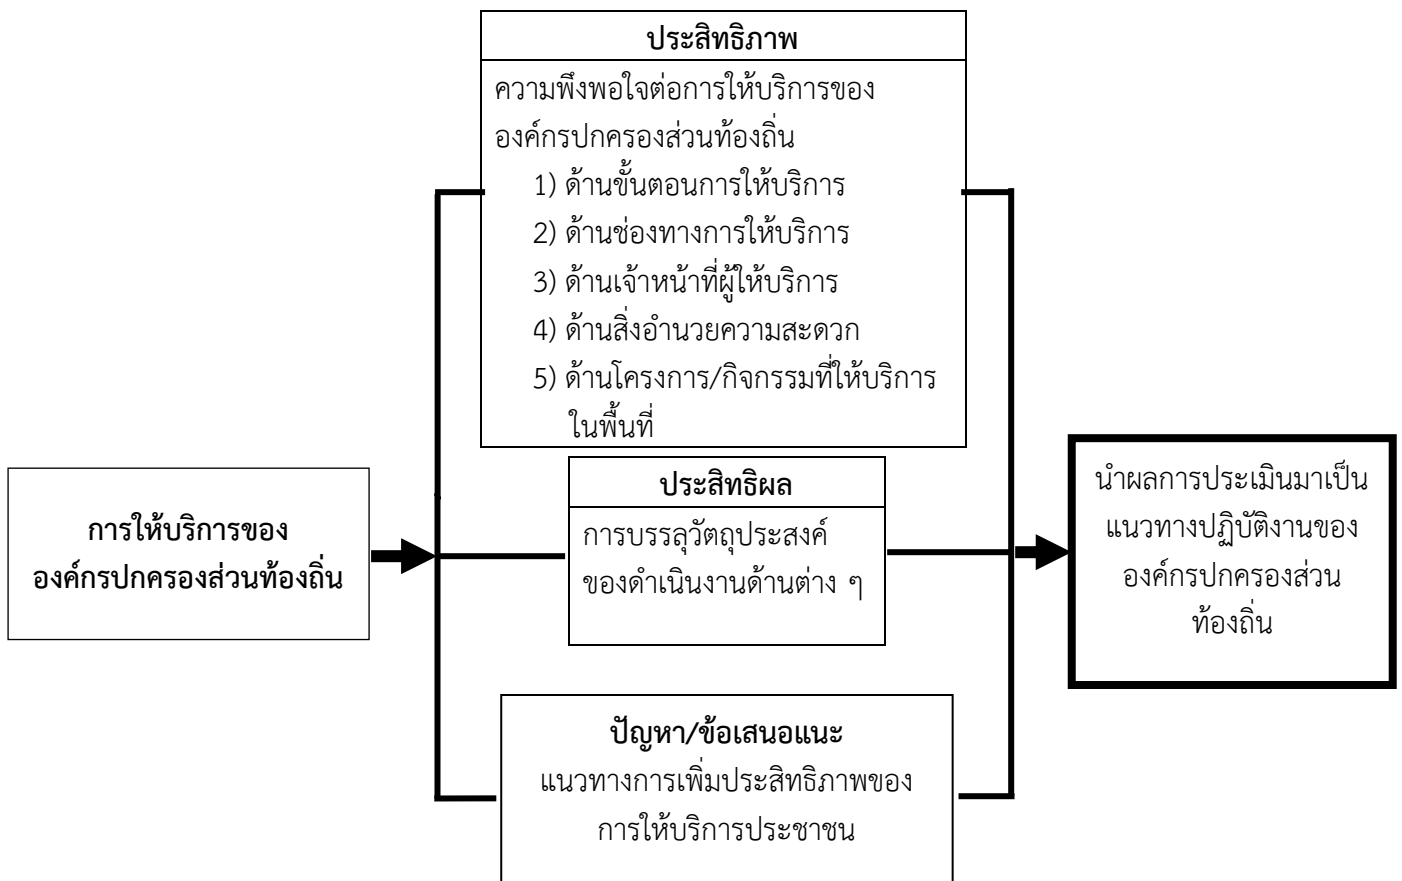 ประสิทธิภาพ
ความพึงพอใจต่อการให้บริการของ
องค์กรปกครองส่วนท้องถิ่น
1) ด้านขั้นตอนการให้บริการ
2) ด้านช่องทางการให้บริการ
3) ด้านเจ้าหน้าที่ผู้ให้บริการ
4) ด้านสิ่งอำนวยความสะดวก
5) ด้านโครงการ/กิจกรรมที่ให้บริการ
ในพื้นที่
การให้บริการของ
องค์กรปกครองส่วนท้องถิ่น
ประสิทธิผล
การบรรลุวัตถุประสงค์
ของดำเนินงานด้านต่าง ๆ
นำผลการประเมินมาเป็น
แนวทางปฏิบัติงานของ
องค์กรปกครองส่วน
ท้องถิ่น
ปัญหา/ข้อเสนอแนะ
แนวทางการเพิ่มประสิทธิภาพของ
การให้บริการประชาชน